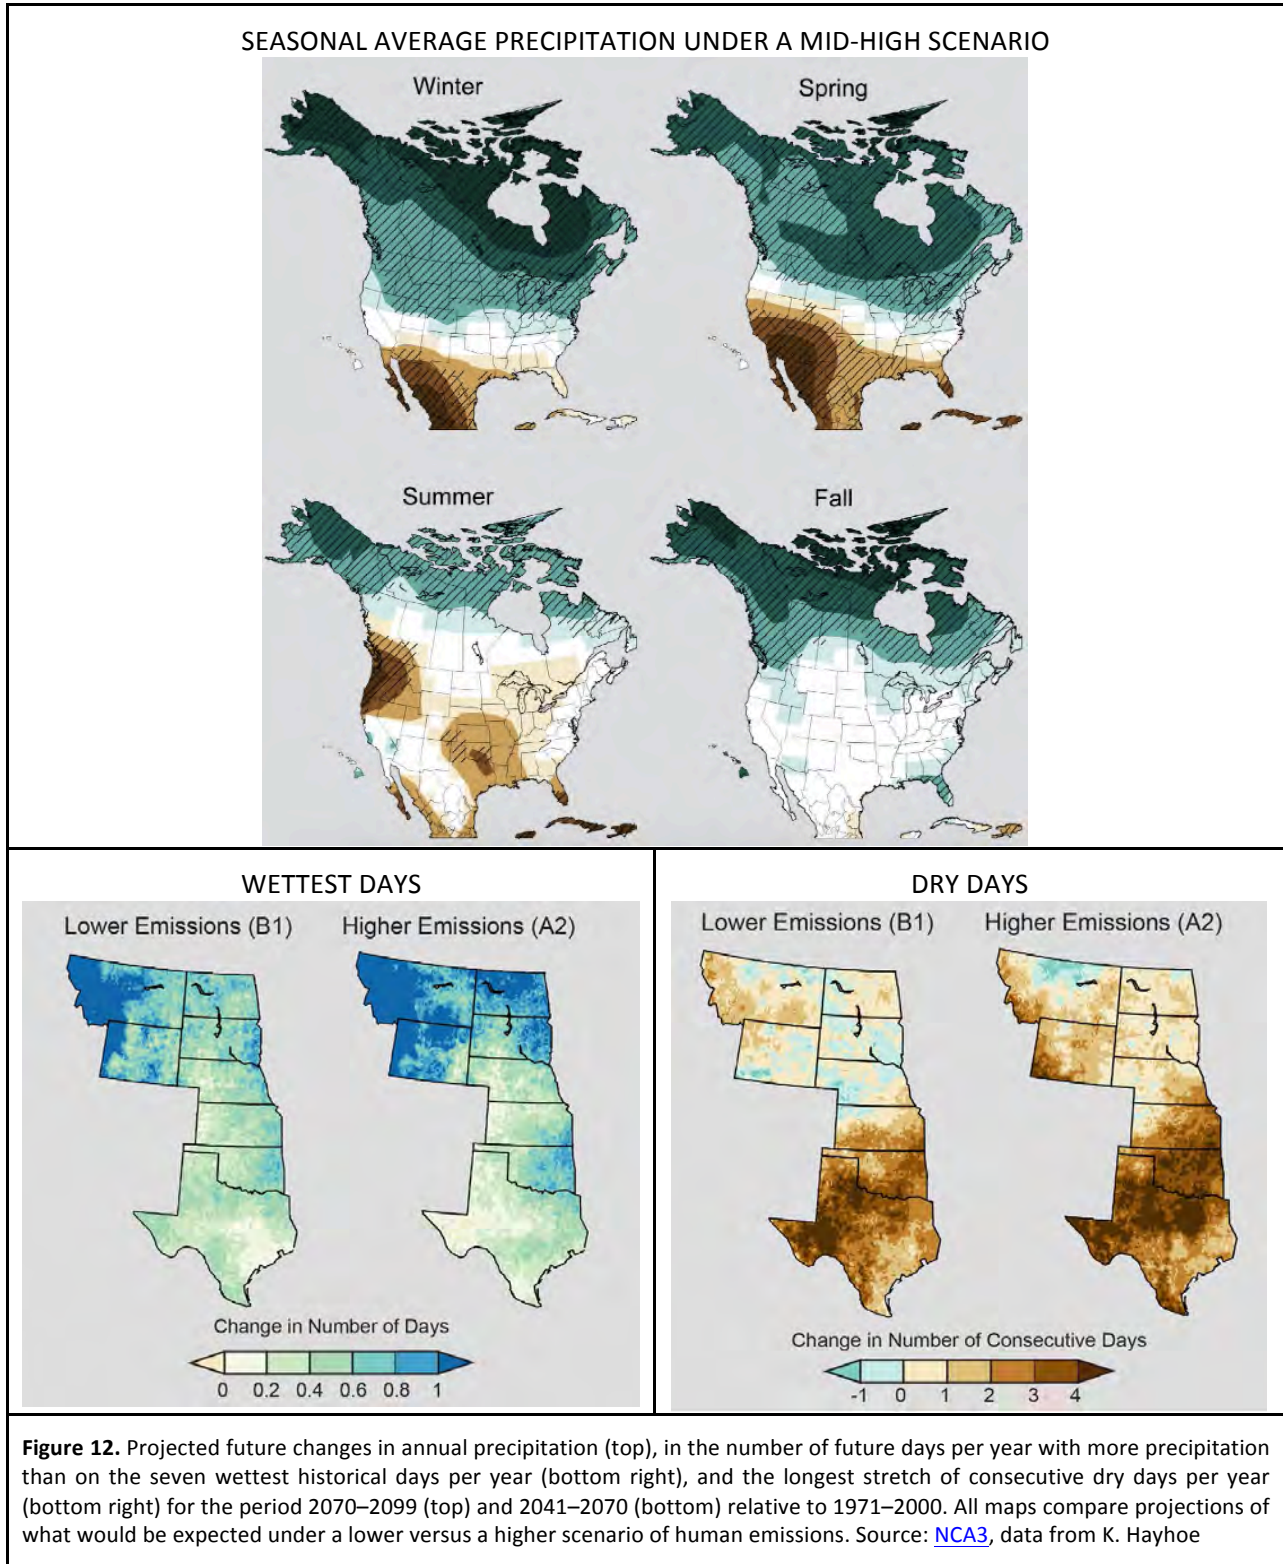 SEASONAL AVERAGE PRECIPITATION UNDER A MID-HIGH SCENARIO
Winter
Spring
Summer
Fall
WETTEST DAYS
Lower Emissions (B1)
Higher Emissions (A2)
Change in Number of Days
0 0.2 0.4 0.6 0.8 1
DRY DAYS
Lower Emissions (B1)
Higher Emissions (A2)
Change in Number of Consecutive Days
-1 0 1 2 3 4
Figure 12. Projected future changes in annual precipitation (top), in the number of future days per year with more precipitation
than on the seven wettest historical days per year (bottom right), and the longest stretch of consecutive dry days per year
(bottom right) for the period 2070–2099 (top) and 2041–2070 (bottom) relative to 1971–2000. All maps compare projections of
what would be expected under a lower versus a higher scenario of human emissions. Source: NCA3, data from K. Hayhoe